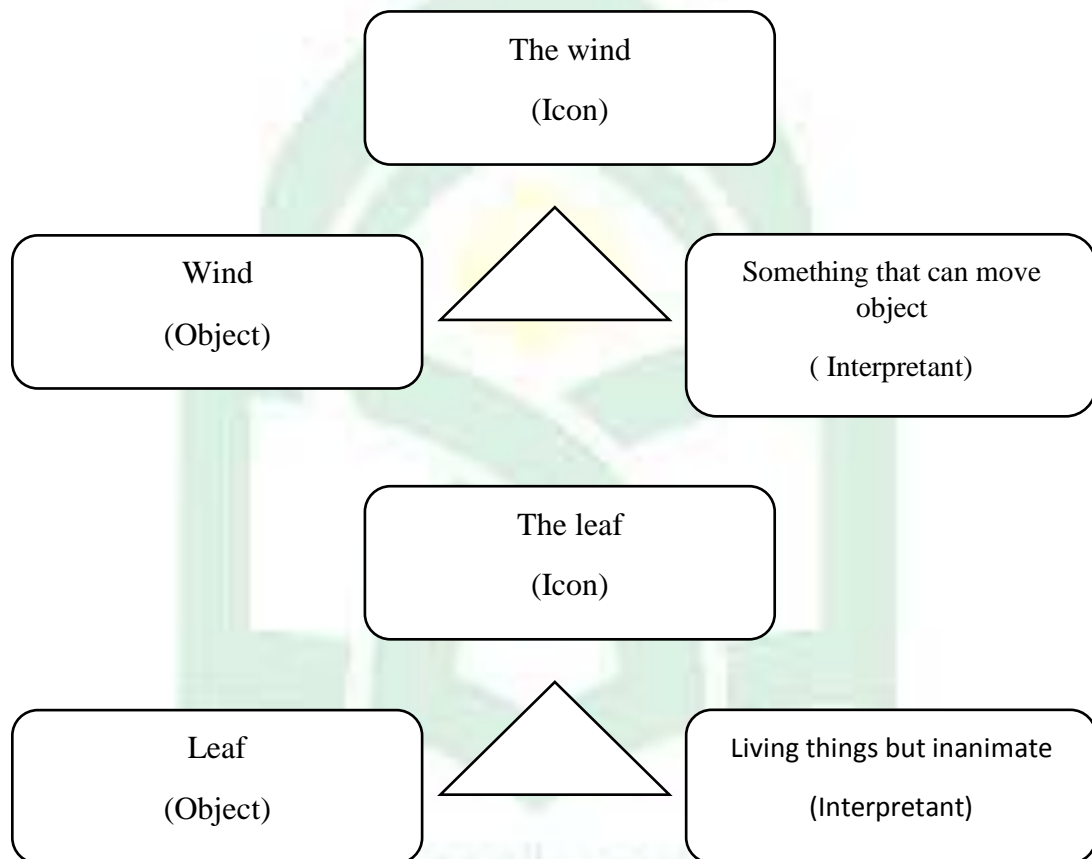 The wind
(Icon)
Wind
(Object)
Something that can move
object
( Interpretant)
The leaf
(Icon)
Leaf
(Object)
Living things but inanimate
(Interpretant)